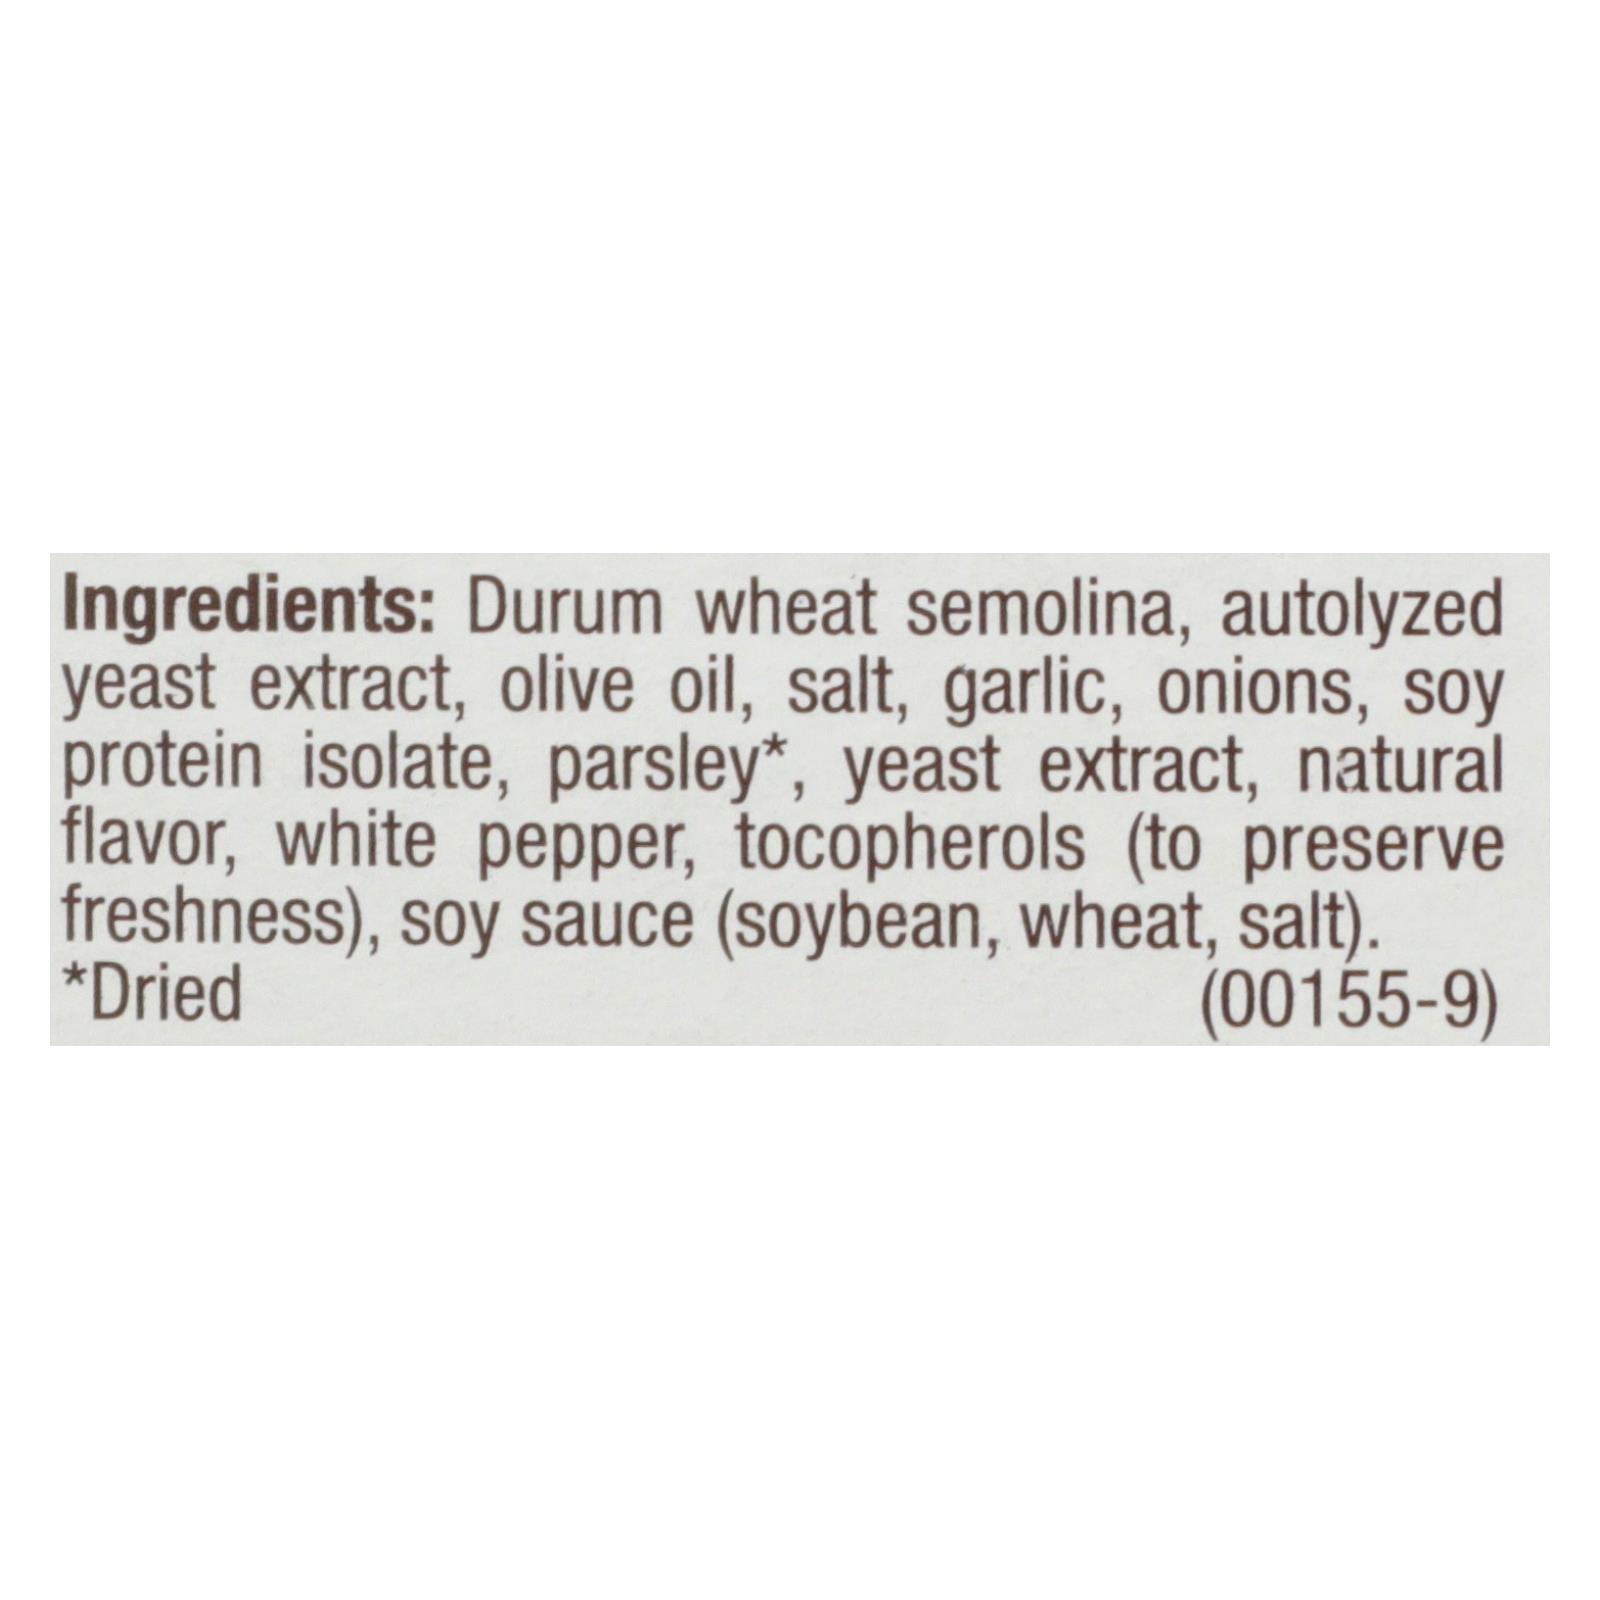 Ingredients: Durum wheat semolina, autolyzed
yeast extract, olive oil, salt, garlic, onions, soy
protein isolate, parsley*, yeast extract, natural
flavor, white pepper, tocopherols (to preserve
freshness), soy sauce (soybean, wheat, salt).
*Dried (00155-9)